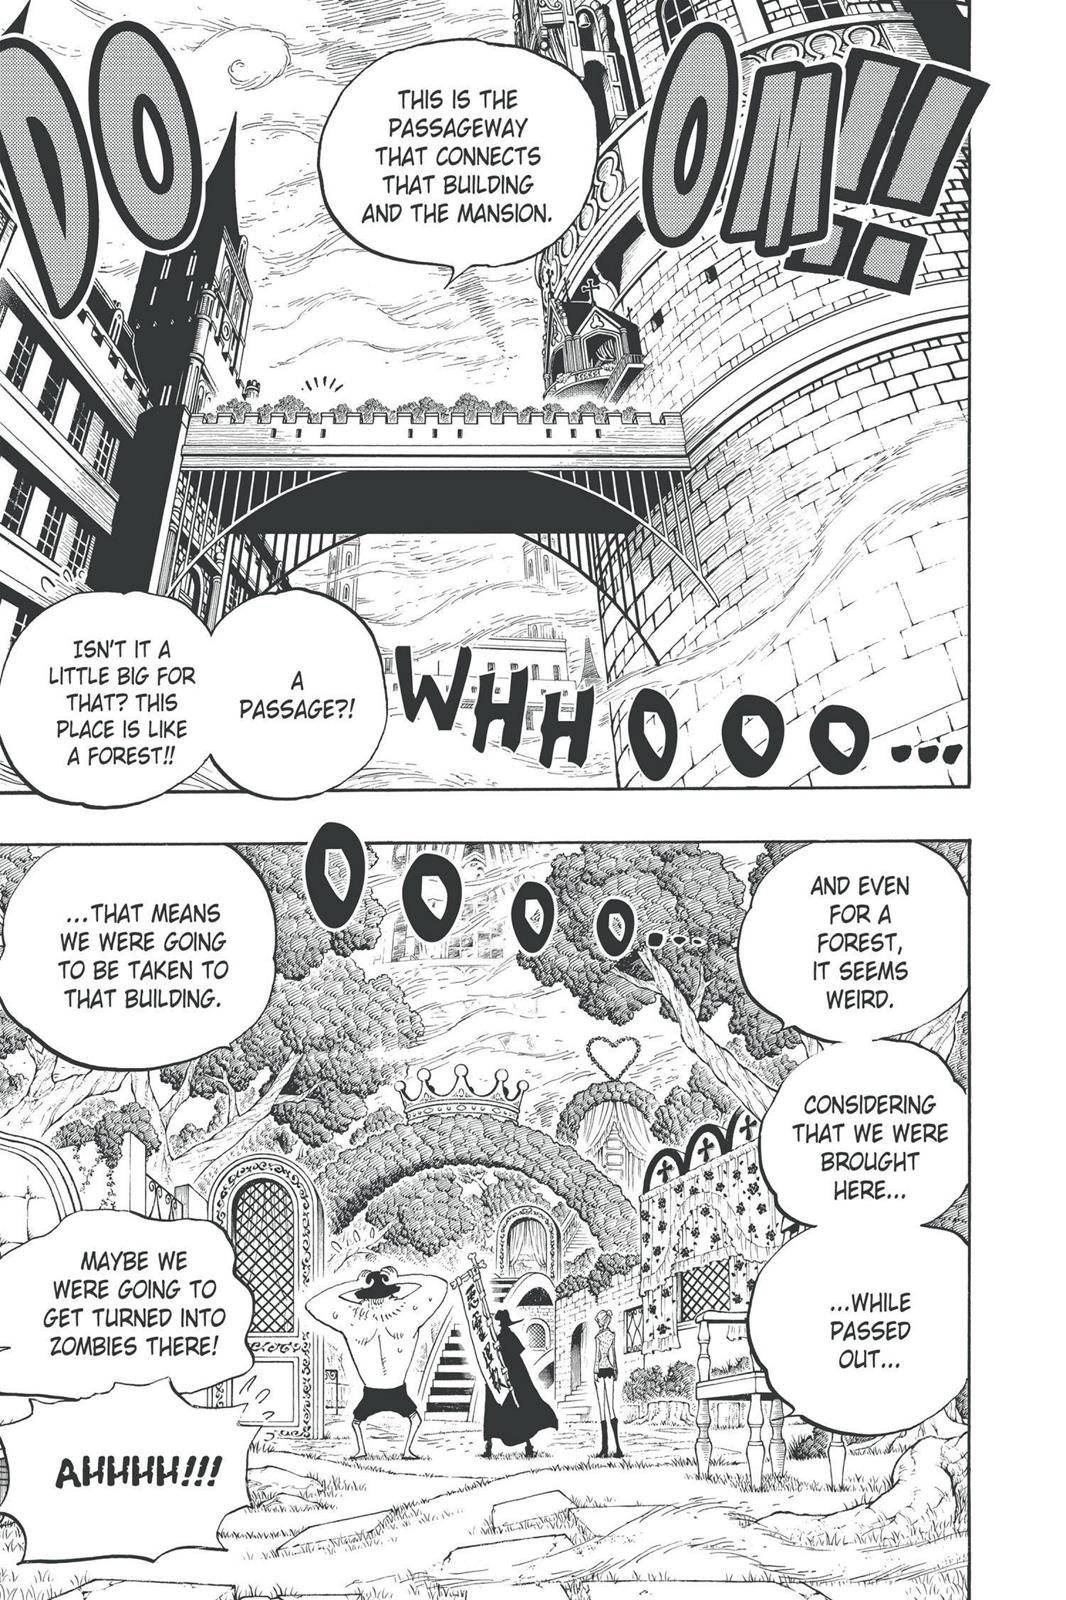 DOOM!!
THIS IS THE
PASSAGEWAY
THAT CONNECTS
THAT BUILDING
AND THE MANSION.
A
PASSAGE?!
ISN'T IT A
LITTLE BIG FOR
THAT? THIS
PLACE IS LIKE
A FOREST!!
WHHOOO...
OOOO...
AND EVEN
FOR A
FOREST,
IT SEEMS
WEIRD.
CONSIDERING
THAT WE WERE
BROUGHT
HERE...
...WHILE
PASSED
OUT...
...THAT MEANS
WE WERE GOING
TO BE TAKEN TO
THAT BUILDING.
MAYBE WE
WERE GOING TO
GET TURNED INTO
ZOMBIES THERE!
AHHHH!!!